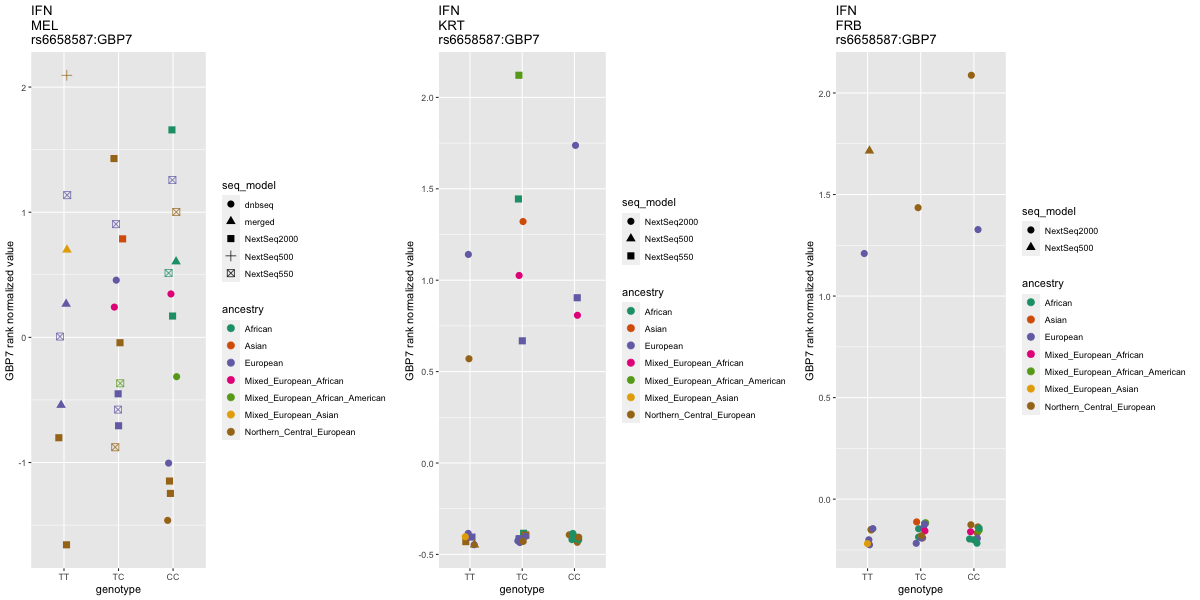 IFN
MEL
rs6658587:GBP7
GBP7 rank normalized value
2
1
0
-1
TT
TC
CC
genotype
seq_model
dnbseq
merged
NextSeq2000
NextSeq500
NextSeq550
ancestry
African
Asian
European
Mixed_European_African
Mixed_European_African_American
Mixed_European_Asian
Northern_Central_European
IFN
KRT
rs6658587:GBP7
GBP7 rank normalized value
2.0
1.5
1.0
0.5
0.0
-0.5
TT
TC
CC
genotype
seq_model
NextSeq2000
NextSeq500
NextSeq550
ancestry
African
Asian
European
Mixed_European_African
Mixed_European_African_American
Mixed_European_Asian
Northern_Central_European
IFN
FRB
rs6658587:GBP7
GBP7 rank normalized value
2.0
1.5
1.0
0.5
0.0
TT
TC
CC
genotype
seq_model
NextSeq2000
NextSeq500
ancestry
African
Asian
European
Mixed_European_African
Mixed_European_African_American
Mixed_European_Asian
Northern_Central_European